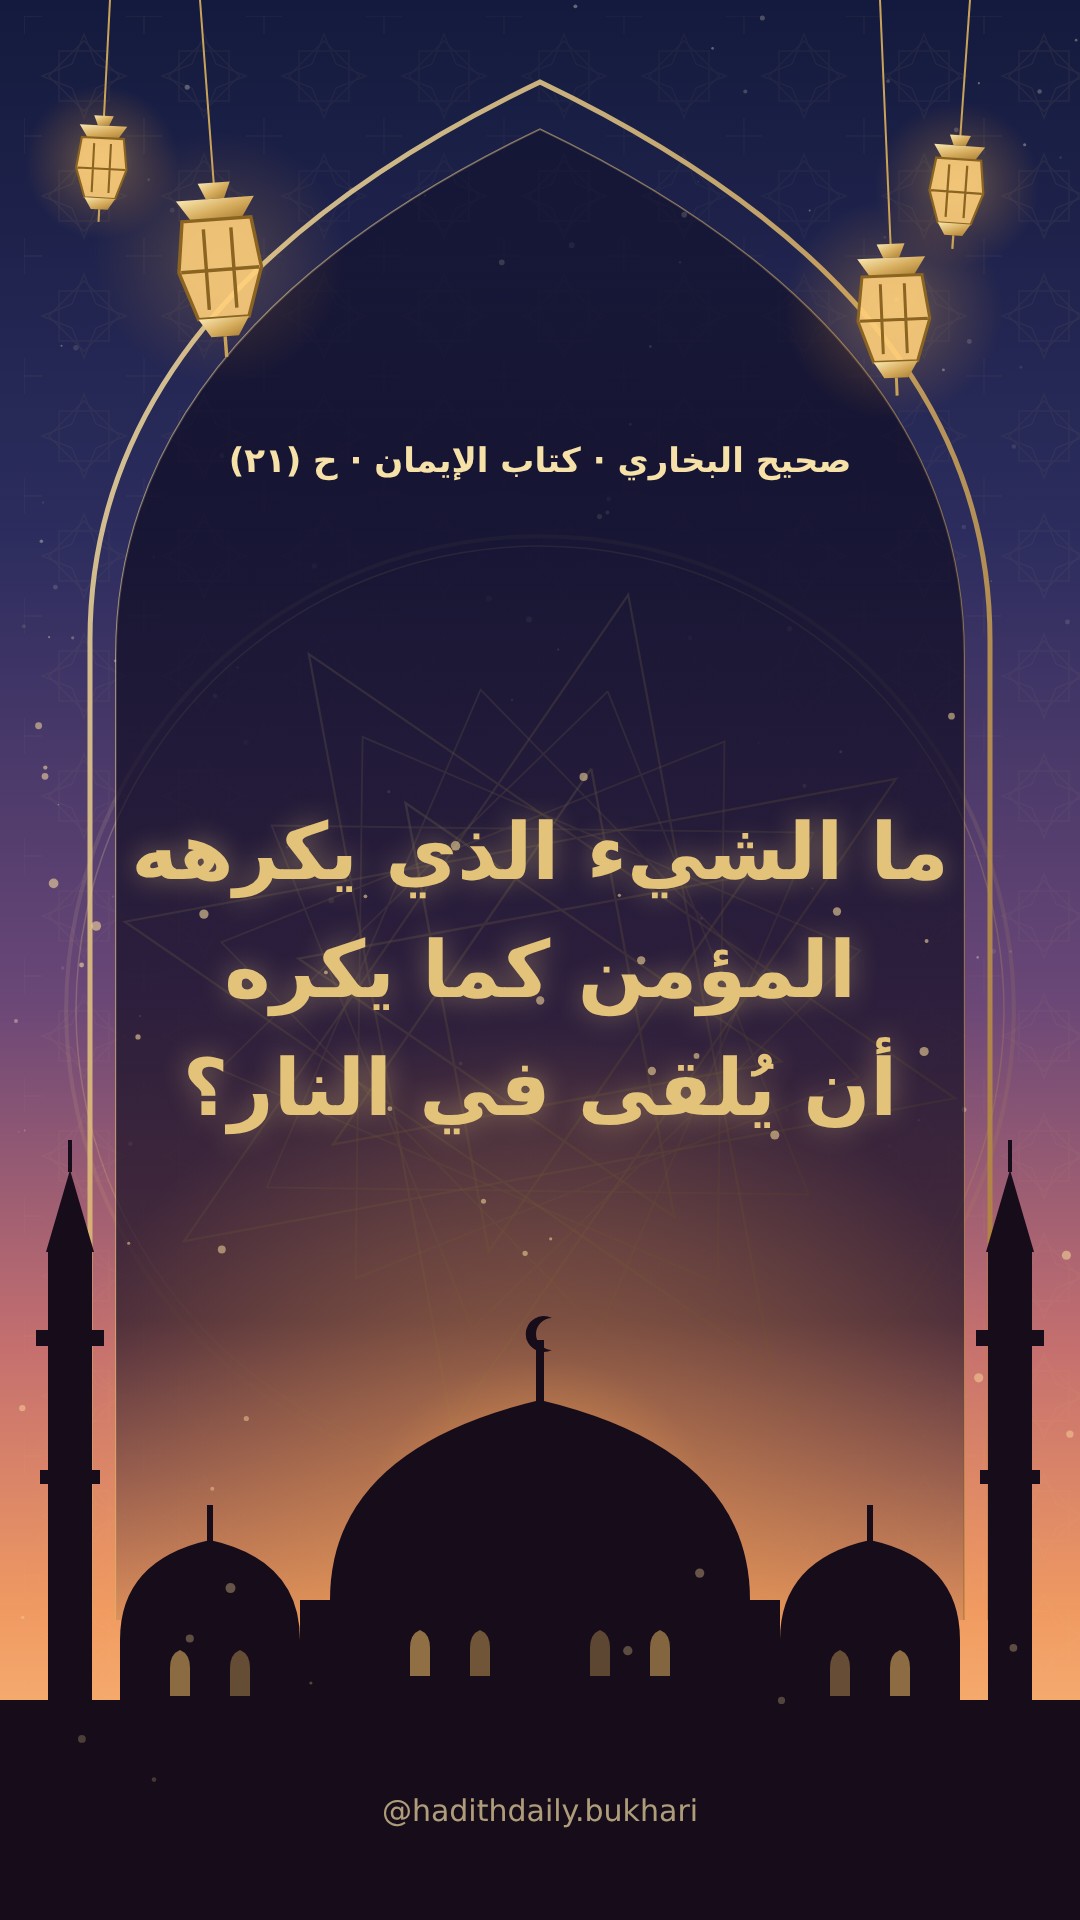 صحيح البخاري · كتاب الإيمان · ح (٢١)
ما الشيء الذي يكرهه
المؤمن كما يكره
أن يُلقى في النار؟
@hadithdaily.bukhari